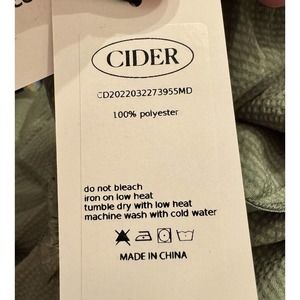 CIDER
CD2022032273955MD
100% polyester
do not bleach
iron on low heat
tumble dry with low heat
machine wash with cold water
MADE IN CHINA